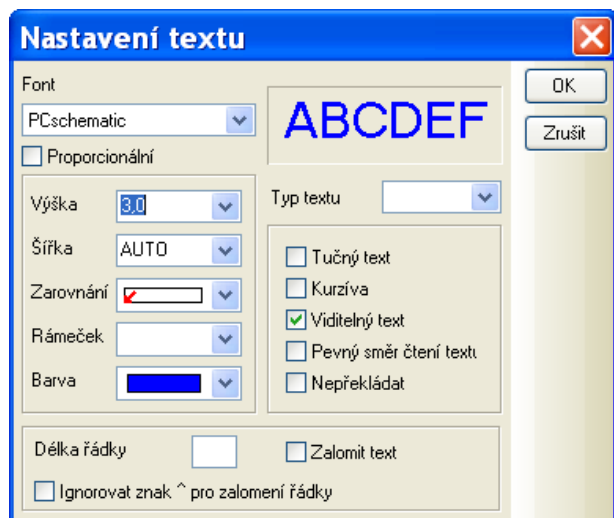 Nastavení textu
Font
OK
PCschematic
ABCDEF
Zrušit
Proporcionální
Výška 3,0
Typ textu
Šířka AUTO
Tučný text
Zarovnání
Kurzíva
Viditelný text
Rámeček
Pevný směr čtení textu
Barva
Nepřekládat
Délka řádky
Zalomit text
Ignorovat znak ^ pro zalomení řádky